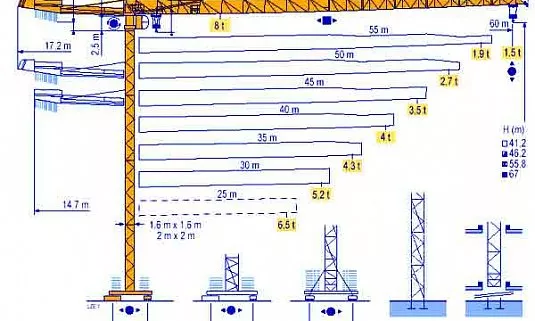 8 t
60 m
55 m
17.2 m
2,5 m
1,9 t
1.5 t
50 m
2,7 t
45 m
3,5 t
40 m
4 t
H (m)
41,2
46,2
55,8
67
35 m
4,3 t
30 m
5,2 t
25 m
6,5 t
14.7 m
1,6 m x 1,6 m
2 m x 2 m